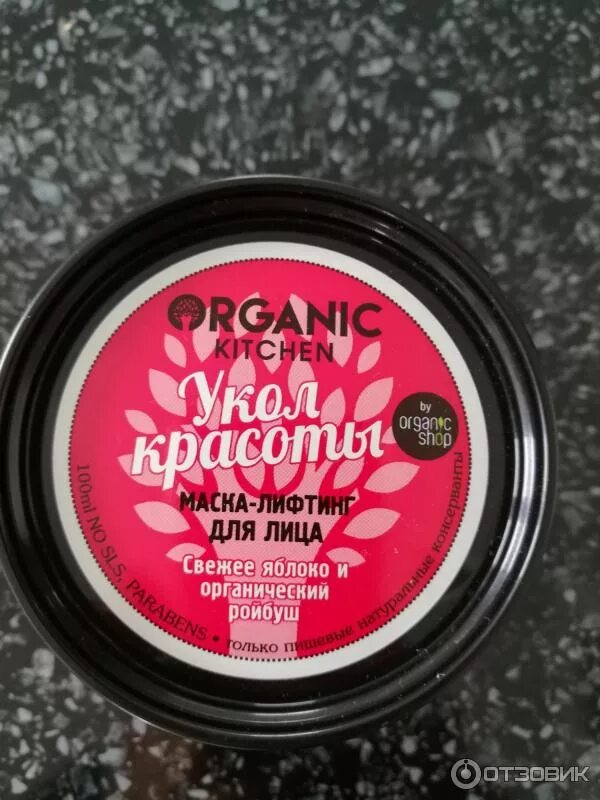 ORGANIC
KITCHEN
Укол
красоты
by
organic
shop
МАСКА-ЛИФТИНГ
ДЛЯ ЛИЦА
Свежее яблоко и
органический
ройбуш
100ml NO SLS, PARABENS • только пищевые натуральные консерванты
ОТЗОВИК